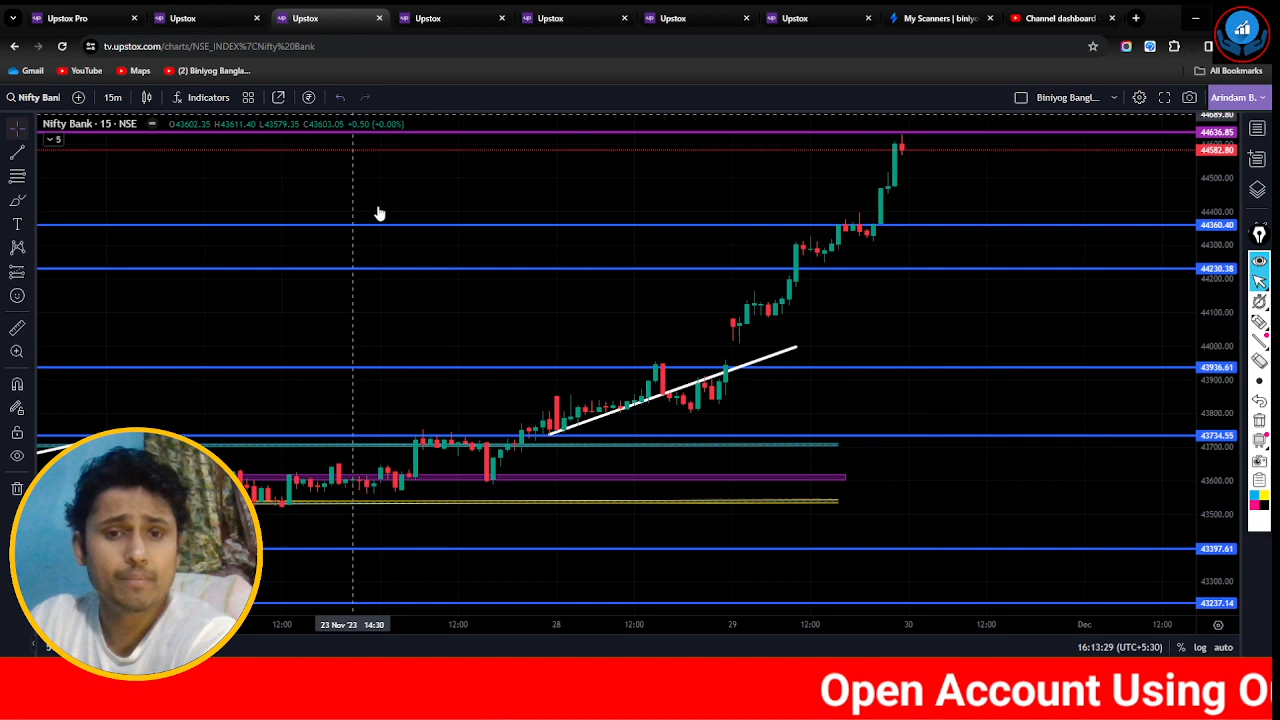 Upstox Pro
Upstox
Upstox
Upstox
Upstox
Upstox
Upstox
My Scanners | biniyo
Channel dashboard
tv.upstox.com/charts/NSE_INDEX%7CNifty%20Bank
Gmail
YouTube
Maps
(2) Biniyog Bangla...
All Bookmarks
Nifty Ban
15m
Indicators
Biniyog Bangl...
Arindam B.
Nifty Bank · 15 · NSE
O43602.35 H43611.40 L43579.35 C43603.05 +0.50 (+0.00%)
5
44689.80
44636.85
44582.80
44500.00
44400.00
44360.40
44300.00
44230.38
44200.00
44100.00
44000.00
43936.61
43900.00
43800.00
43734.55
43700.00
43600.00
43500.00
43397.61
43300.00
43237.14
12:00
23 Nov '23 14:30
12:00
28
12:00
29
12:00
30
12:00
Dec
12:00
16:13:29 (UTC+5:30)
%
log
auto
Open Account Using O